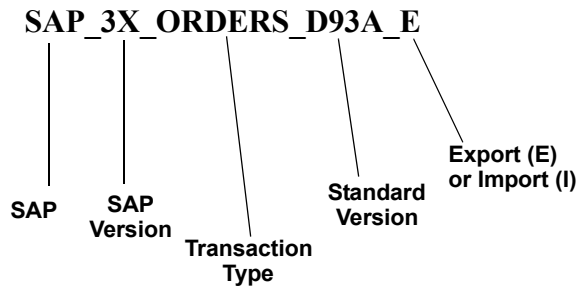 SAP_3X_ORDERS_D93A_E
Export (E)
or Import (I)
SAP
SAP
Version
Standard
Version
Transaction
Type